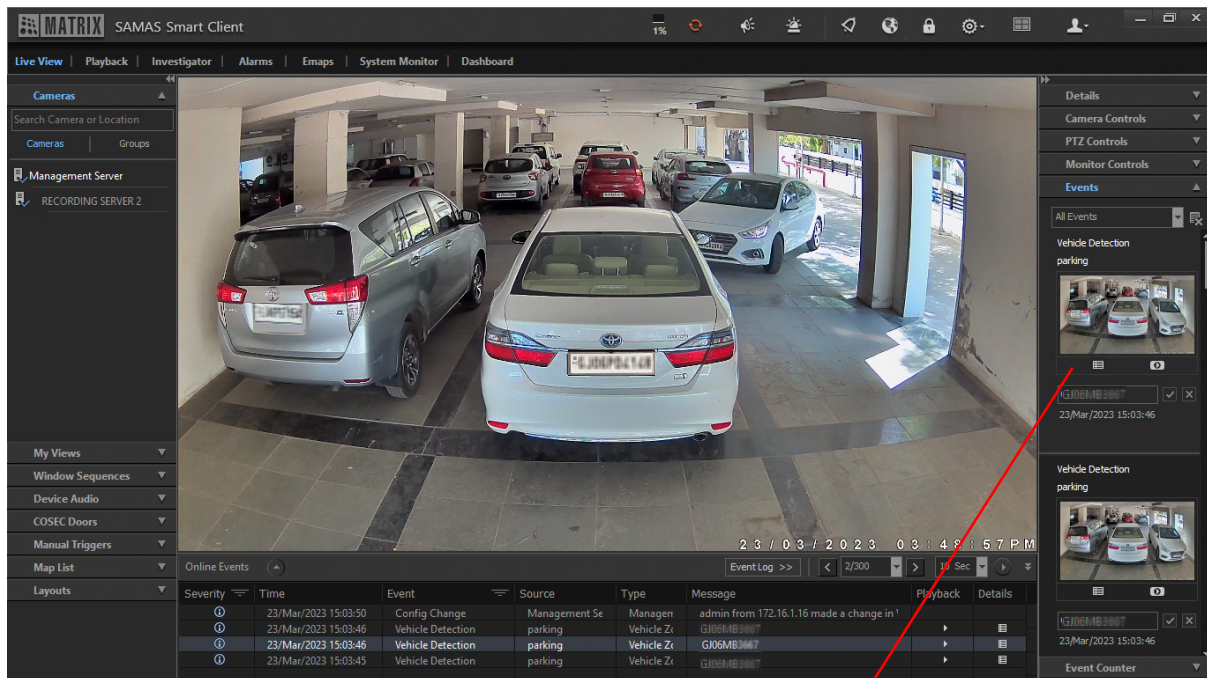 MATRIX SAMAS Smart Client 1%
Live View | Playback | Investigator | Alarms | Emaps | System Monitor | Dashboard
Cameras
Search Camera or Location
Cameras Groups
Management Server
RECORDING SERVER 2
My Views
Window Sequences
Device Audio
COSEC Doors
Manual Triggers
Map List
Layouts
23/03/2023 03:48:57PM
Online Events Event Log >> 2/300 10 Sec
Severity Time Event Source Type Message Playback Details
23/Mar/2023 15:03:50 Config Change Management Se Managen admin from 172.16.1.16 made a change in
23/Mar/2023 15:03:46 Vehicle Detection parking Vehicle Zo
23/Mar/2023 15:03:46 Vehicle Detection parking Vehicle Zo
23/Mar/2023 15:03:45 Vehicle Detection parking Vehicle Zo
Details
Camera Controls
PTZ Controls
Monitor Controls
Events
All Events
Vehicle Detection
parking
23/Mar/2023 15:03:46
Vehicle Detection
parking
23/Mar/2023 15:03:46
Event Counter